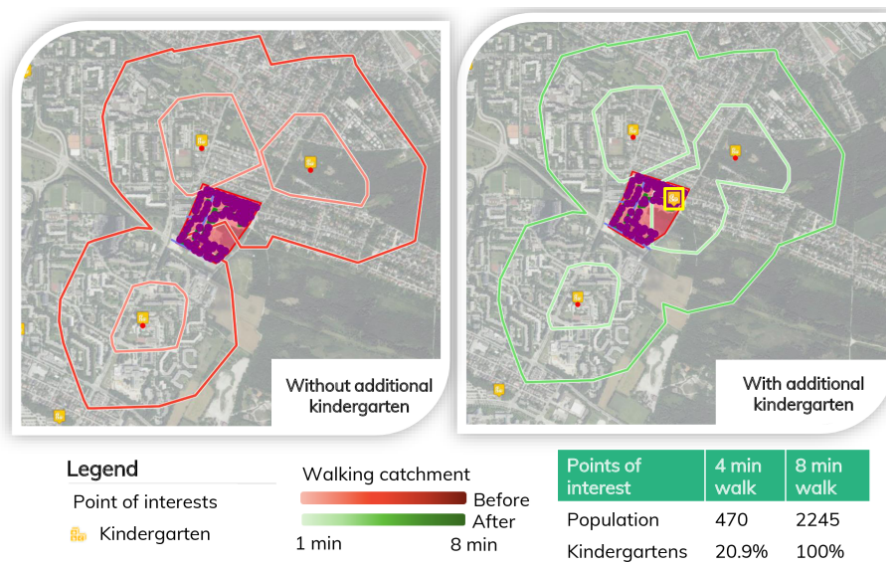 Without additional
kindergarten
With additional
kindergarten
Legend
Point of interests
Kindergarten
Walking catchment
Before
After
1 min
8 min
Points of
interest
4 min
walk
8 min
walk
Population
470
2245
Kindergartens
20.9%
100%